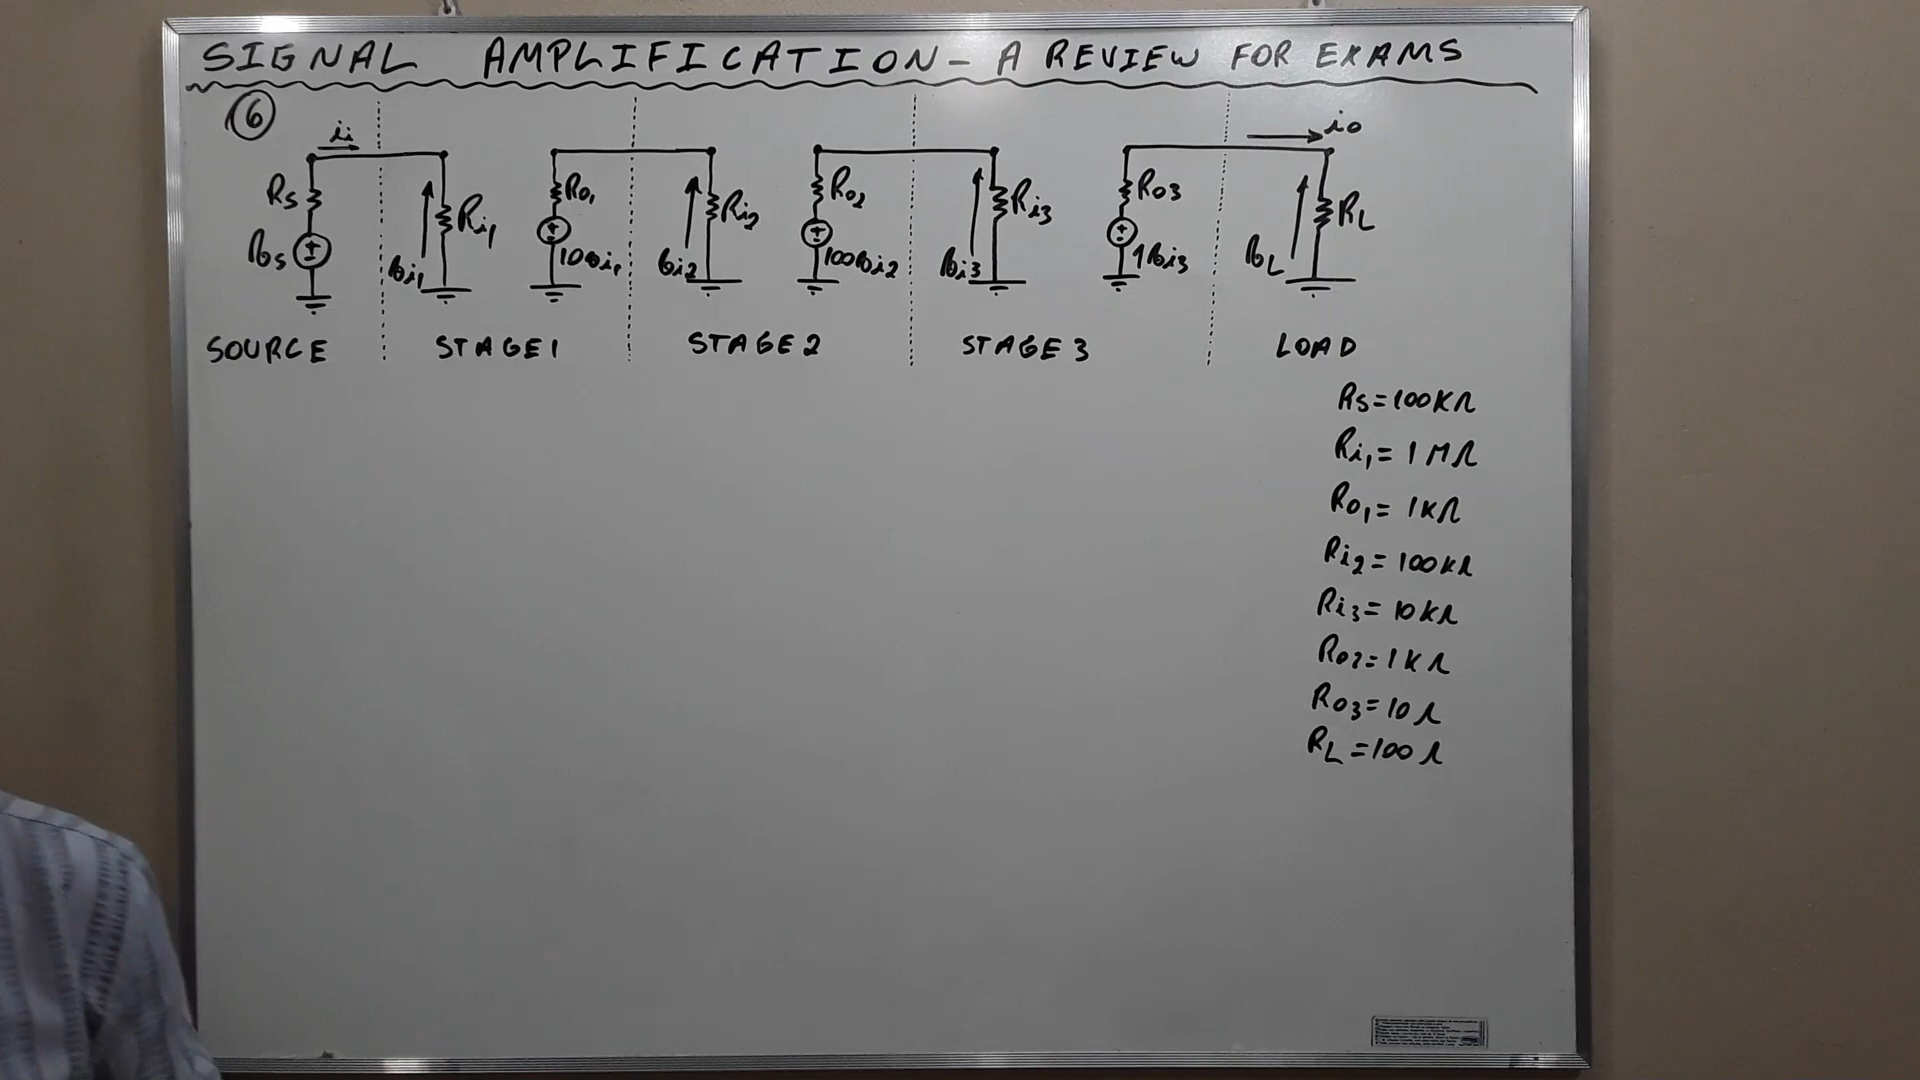 SIGNAL AMPLIFICATION - A REVIEW FOR EXAMS
6
ii
io
Rs
Ri1
Ro1
Ri2
Ro2
Ri3
Ro3
RL
vs
vi1
10vi1
vi2
100vi2
vi3
1vi3
vL
SOURCE STAGE 1 STAGE 2 STAGE 3 LOAD
Rs=100KΩ
Ri1=1MΩ
Ro1=1KΩ
Ri2=100KΩ
Ri3=10KΩ
Ro2=1KΩ
Ro3=10Ω
RL=100Ω